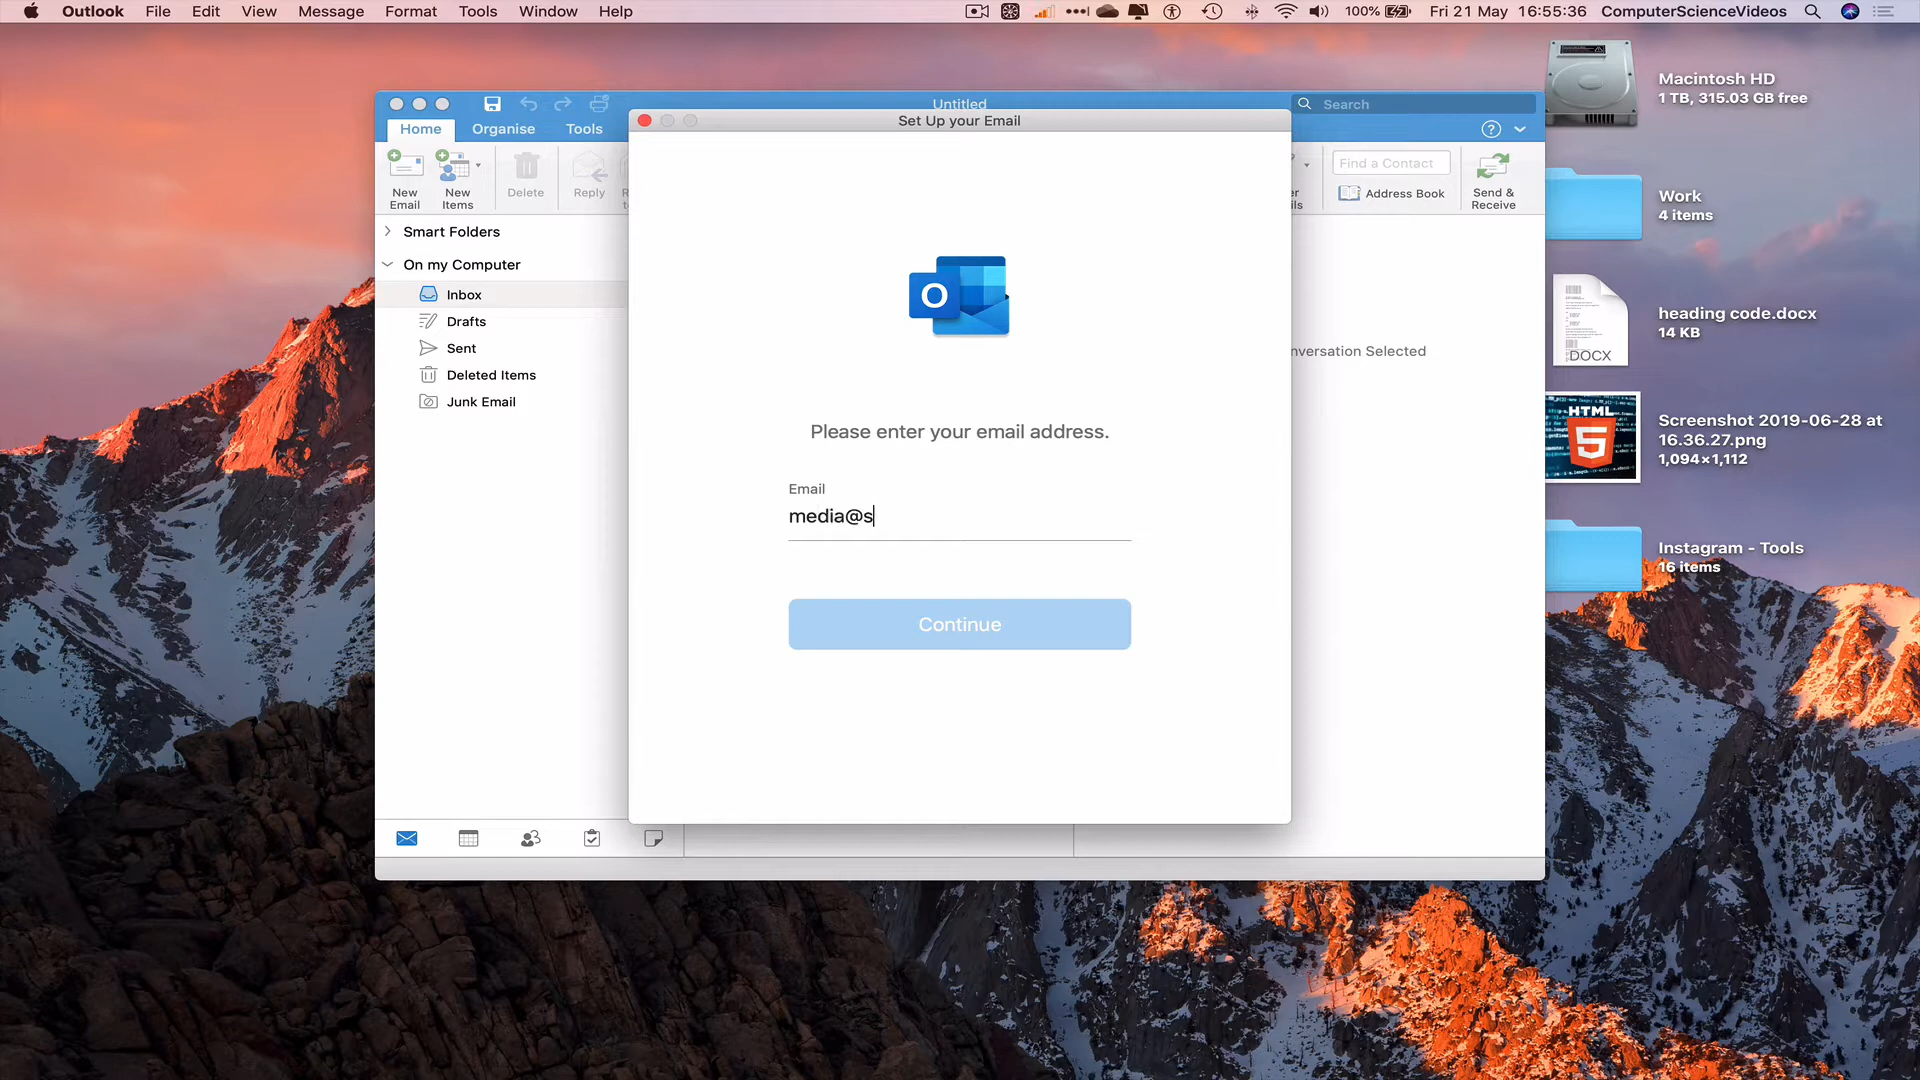 Outlook File Edit View Message Format Tools Window Help 100% Fri 21 May 16:55:36 ComputerScienceVideos
Untitled
Search
Set Up your Email
Home Organise Tools
New Email
New Items
Delete
Reply
Find a Contact
Address Book
Send & Receive
Smart Folders
On my Computer
Inbox
Drafts
Sent
Deleted Items
Junk Email
O
Please enter your email address.
Email
media@s
Continue
nversation Selected
Macintosh HD
1 TB, 315.03 GB free
Work
4 items
DOCX
heading code.docx
14 KB
HTML
5
Screenshot 2019-06-28 at
16.36.27.png
1,094×1,112
Instagram - Tools
16 items